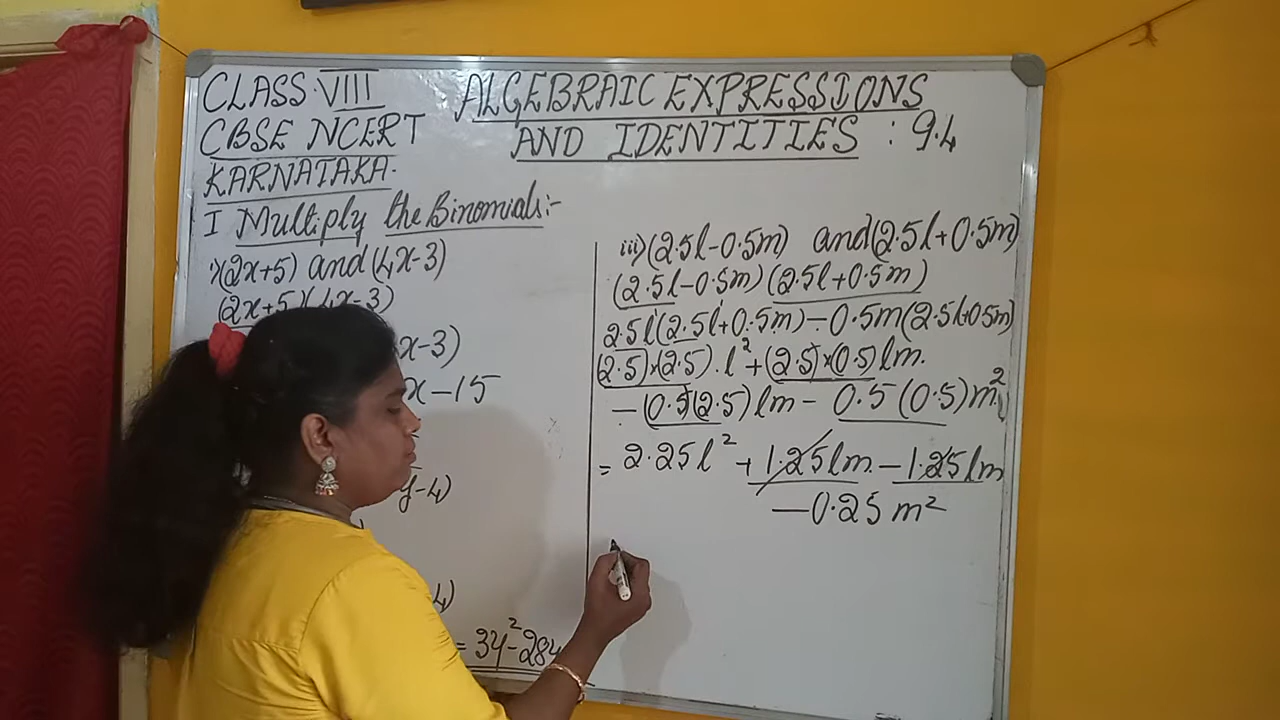 CLASS VIII
CBSE NCERT
KARNATAKA.
ALGEBRAIC EXPRESSIONS
AND IDENTITIES : 9.4
I Multiply the Binomials:-
i) (2x+5) and (4x-3)
(2x+5)(4x-3)
x-3)
x-15
y-4)
4)
= 3y²-28y
iii) (2.5l-0.5m) and (2.5l+0.5m)
(2.5l-0.5m)(2.5l+0.5m)
2.5l(2.5l+0.5m)-0.5m(2.5l+0.5m)
(2.5)×(2.5).l²+(2.5)×(0.5)lm.
-(0.5)(2.5)lm-0.5(0.5)m²
= 2.25l²+1.25lm.-1.25lm
-0.25m²